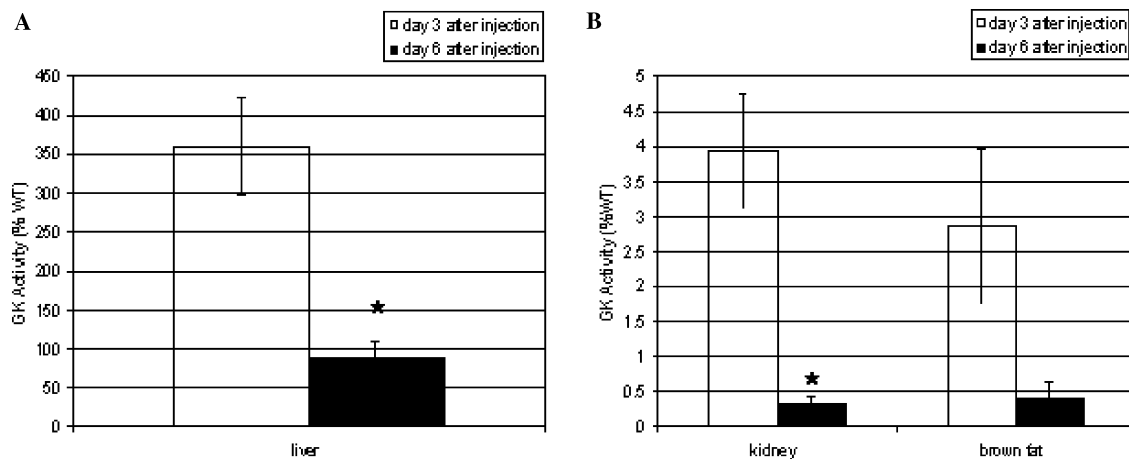 A
day 3 after injection
day 6 after injection
GK Activity (% WT)
450
400
350
300
250
200
150
100
50
0
★
liver
B
day 3 after injection
day 6 after injection
GK Activity (%WT)
5
4.5
4
3.5
3
2.5
2
1.5
1
0.5
0
★
kidney
brown fat